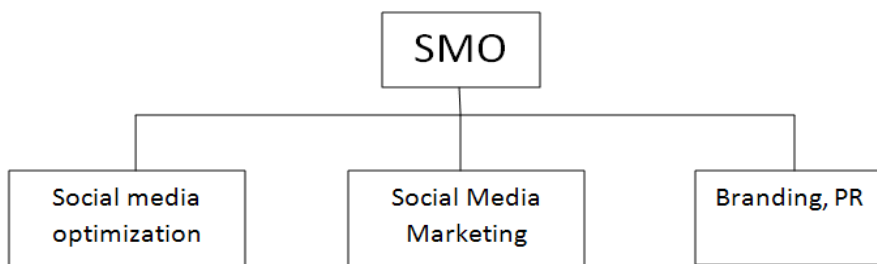 SMO
Social media
optimization
Social Media
Marketing
Branding, PR